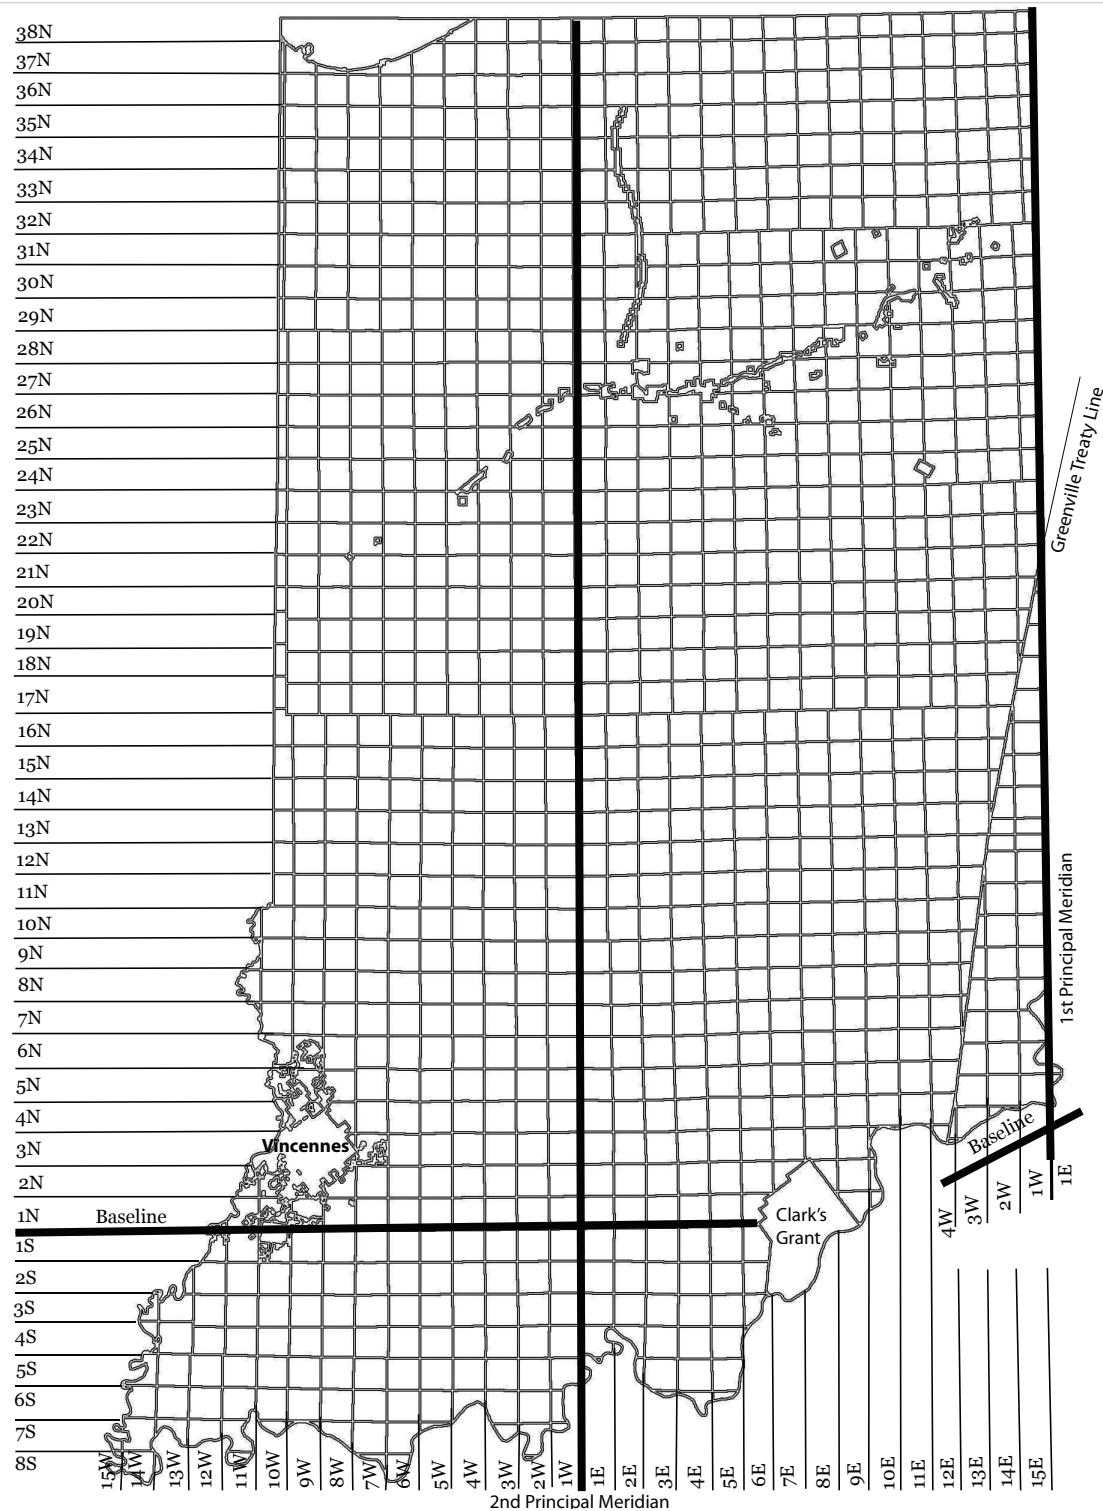 38N
37N
36N
35N
34N
33N
32N
31N
30N
29N
28N
27N
26N
25N
24N
23N
22N
21N
20N
19N
18N
17N
16N
15N
14N
13N
12N
11N
10N
9N
8N
7N
6N
5N
4N
3N
2N
1N
1S
2S
3S
4S
5S
6S
7S
8S
Greenville Treaty Line
1st Principal Meridian
Vincennes
Baseline
Baseline
Clark's
Grant
4W
3W
2W
1W
1E
15W
14W
13W
12W
11W
10W
9W
8W
7W
6W
5W
4W
3W
2W
1W
1E
2E
3E
4E
5E
6E
7E
8E
9E
10E
11E
12E
13E
14E
15E
2nd Principal Meridian